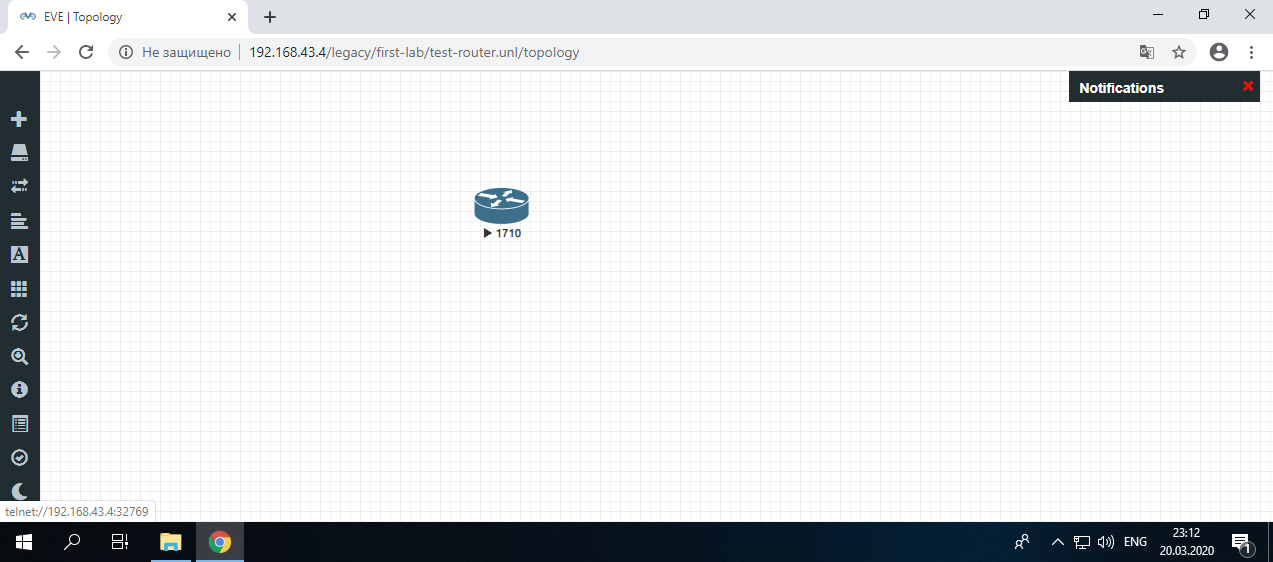 EVE | Topology
Не защищено 192.168.43.4/legacy/first-lab/test-router.unl/topology
Notifications
1710
A
telnet://192.168.43.4:32769
ENG
23:12
20.03.2020
1